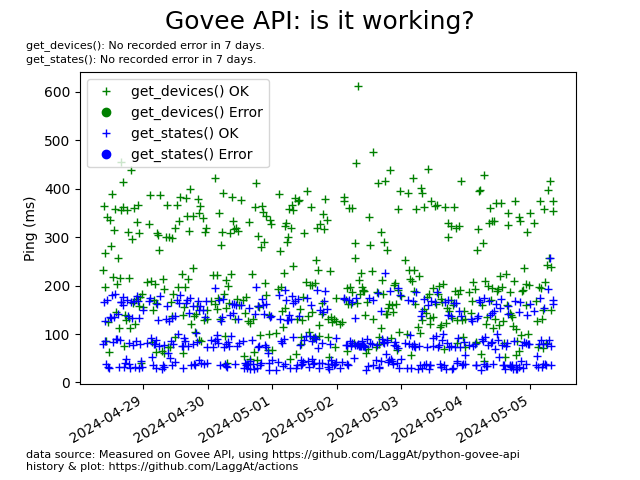 Govee API: is it working?
get_devices(): No recorded error in 7 days.
get_states(): No recorded error in 7 days.
get_devices() OK
get_devices() Error
get_states() OK
get_states() Error
Ping (ms)
600
500
400
300
200
100
0
2024-04-29
2024-04-30
2024-05-01
2024-05-02
2024-05-03
2024-05-04
2024-05-05
data source: Measured on Govee API, using https://github.com/LaggAt/python-govee-api
history & plot: https://github.com/LaggAt/actions